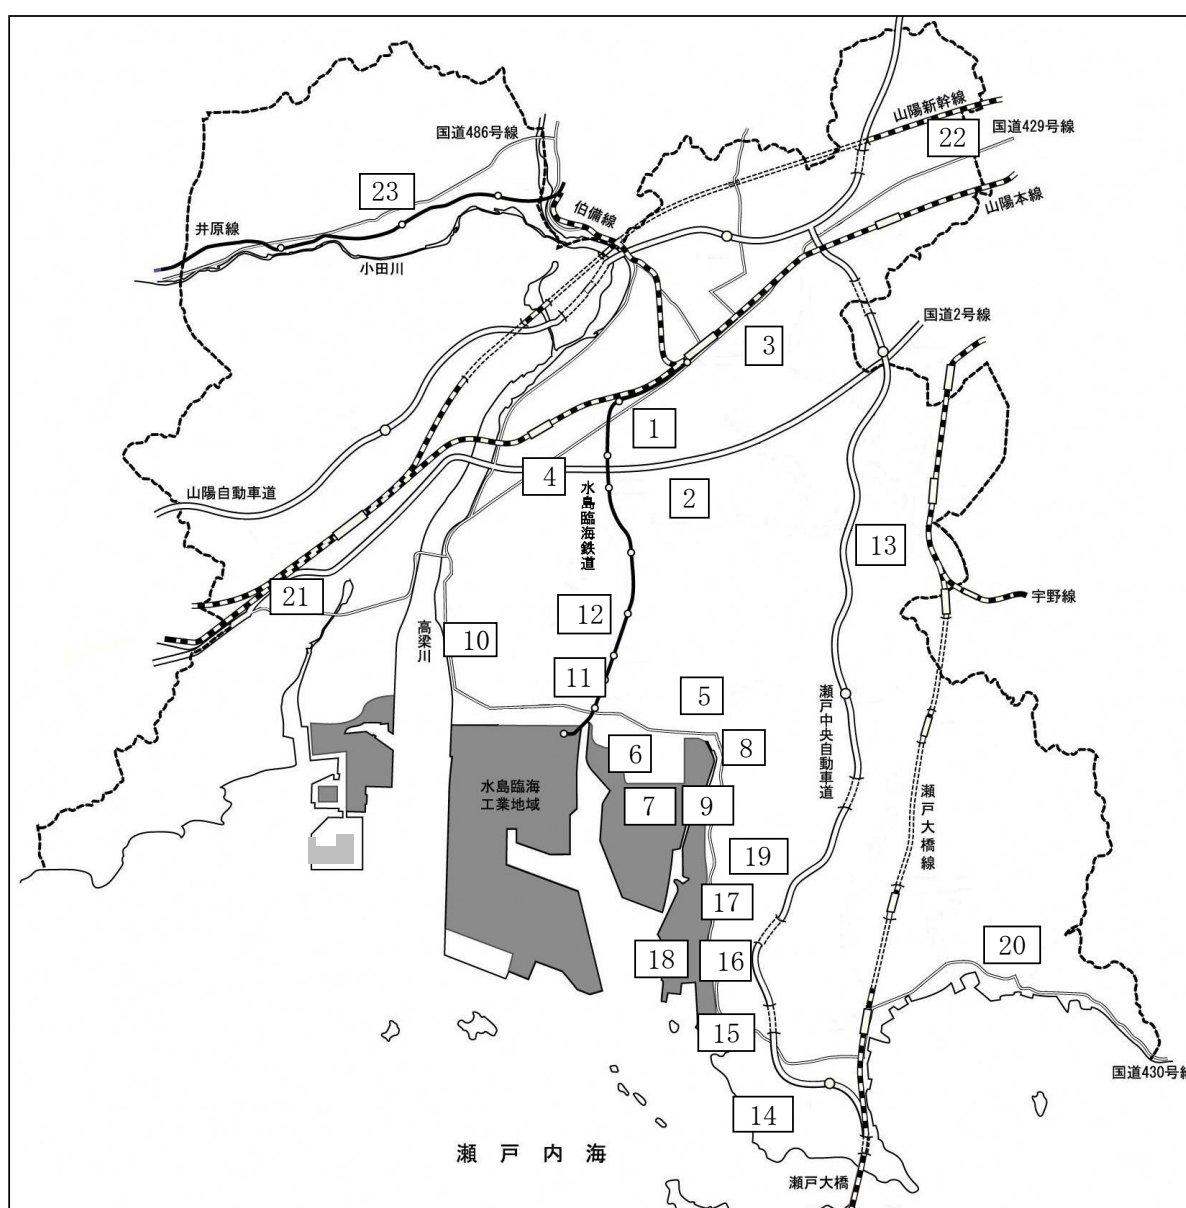 山陽新幹線
国道486号線
22
国道429号線
23
山陽本線
伯備線
井原線
小田川
国道2号線
3
1
4
2
山陽自動車道
水島臨海鉄道
13
21
宇野線
12
高梁川
10
11
5
瀬戸中央自動車道
8
6
水島臨海
工業地域
7
9
瀬戸大橋線
19
17
20
18
16
15
国道430号線
14
瀬戸内海
瀬戸大橋